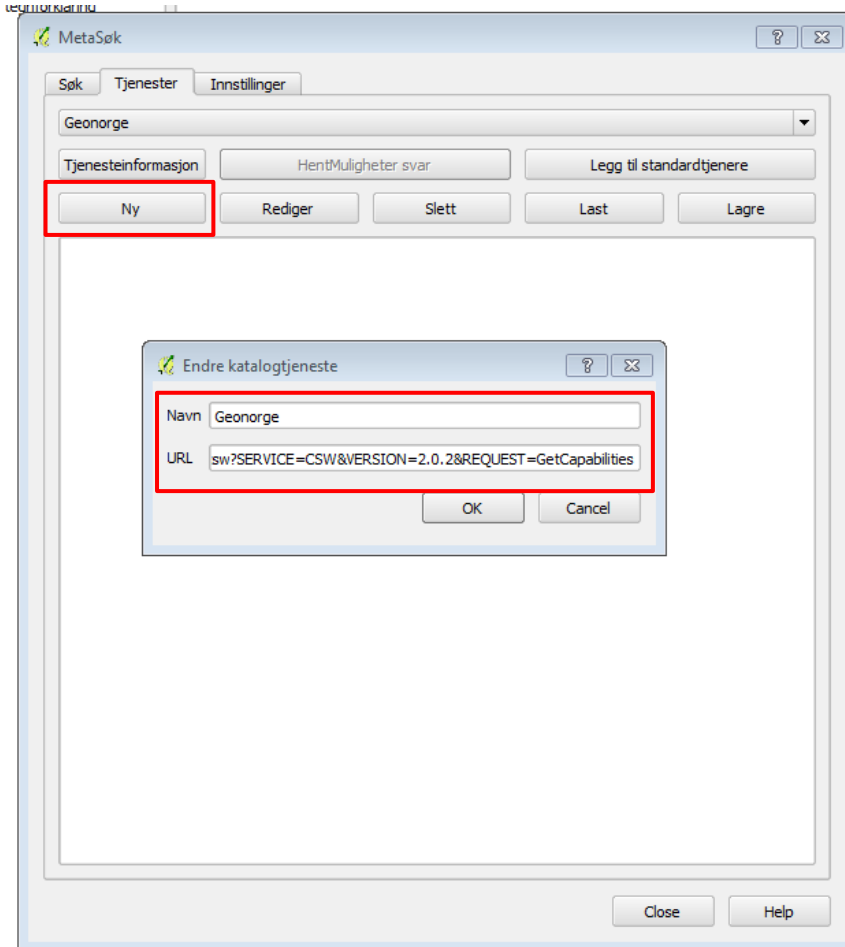 tegnforklaring
MetaSøk
Søk Tjenester Innstillinger
Geonorge
Tjenesteinformasjon HentMuligheter svar Legg til standardtjenere
Ny Rediger Slett Last Lagre
Endre katalogtjeneste
Navn Geonorge
URL sw?SERVICE=CSW&VERSION=2.0.2&REQUEST=GetCapabilities
OK Cancel
Close Help